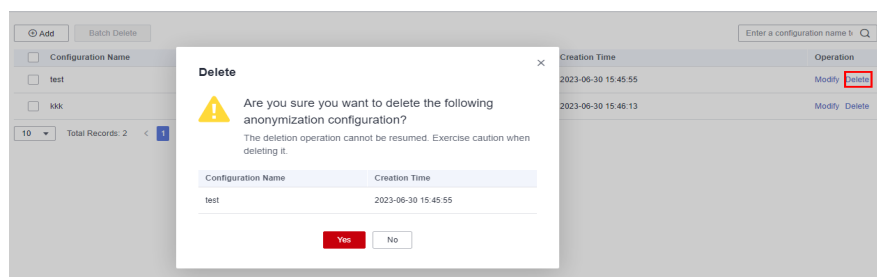 Add Batch Delete Enter a configuration name t
Configuration Name Creation Time Operation
test 2023-06-30 15:45:55 Modify Delete
kkk 2023-06-30 15:46:13 Modify Delete
10 Total Records: 2 < 1
Delete
Are you sure you want to delete the following
anonymization configuration?
The deletion operation cannot be resumed. Exercise caution when
deleting it.
Configuration Name Creation Time
test 2023-06-30 15:45:55
Yes No